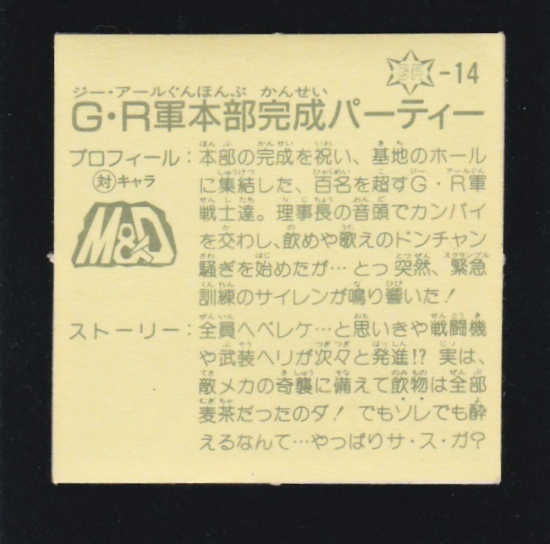 GR -14
ジー・アールぐんほんぶ かんせい
G・R軍本部完成パーティー
プロフィール：本部の完成を祝い、基地のホール
対キャラ
に集結した、百名を超すG・R軍
M&D
戦士達。理事長の音頭でカンパイ
を交わし、飲めや歌えのドンチャン
騒ぎを始めたが…とっ突然、緊急
訓練のサイレンが鳴り響いた！
ストーリー：全員ヘベレケ…と思いきや戦闘機
や武装ヘリが次々と発進!? 実は、
敵メカの奇襲に備えて飲物は全部
麦茶だったのダ！ でもソレでも酔
えるなんて…やっぱりサ・ス・ガ？